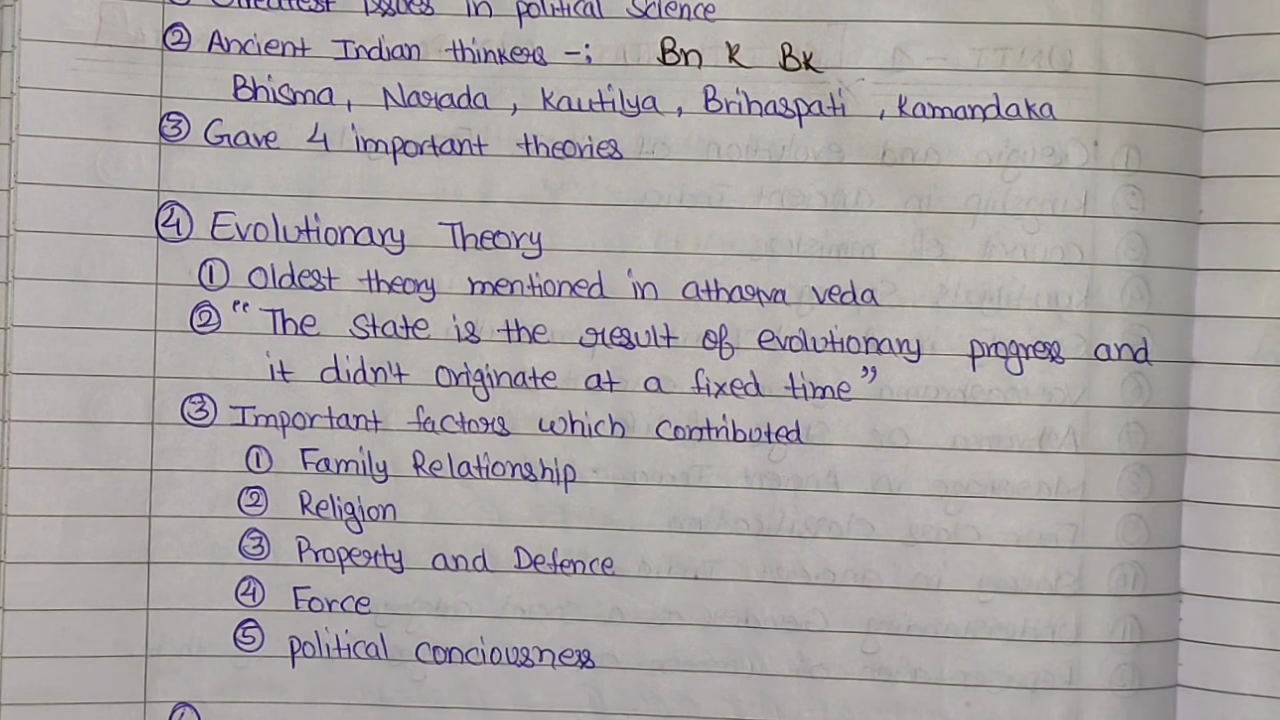 Greatest issues in political science
② Ancient Indian thinkers -: Bn K BK
Bhisma, Narada, Kautilya, Brihaspati, Kamandaka
③ Gave 4 important theories
④ Evolutionary Theory
① Oldest theory mentioned in atharva veda
② "The state is the result of evolutionary progress and
it didn't originate at a fixed time"
③ Important factors which contributed
① Family Relationship
② Religion
③ Property and Defence
④ Force
⑤ political conciousness